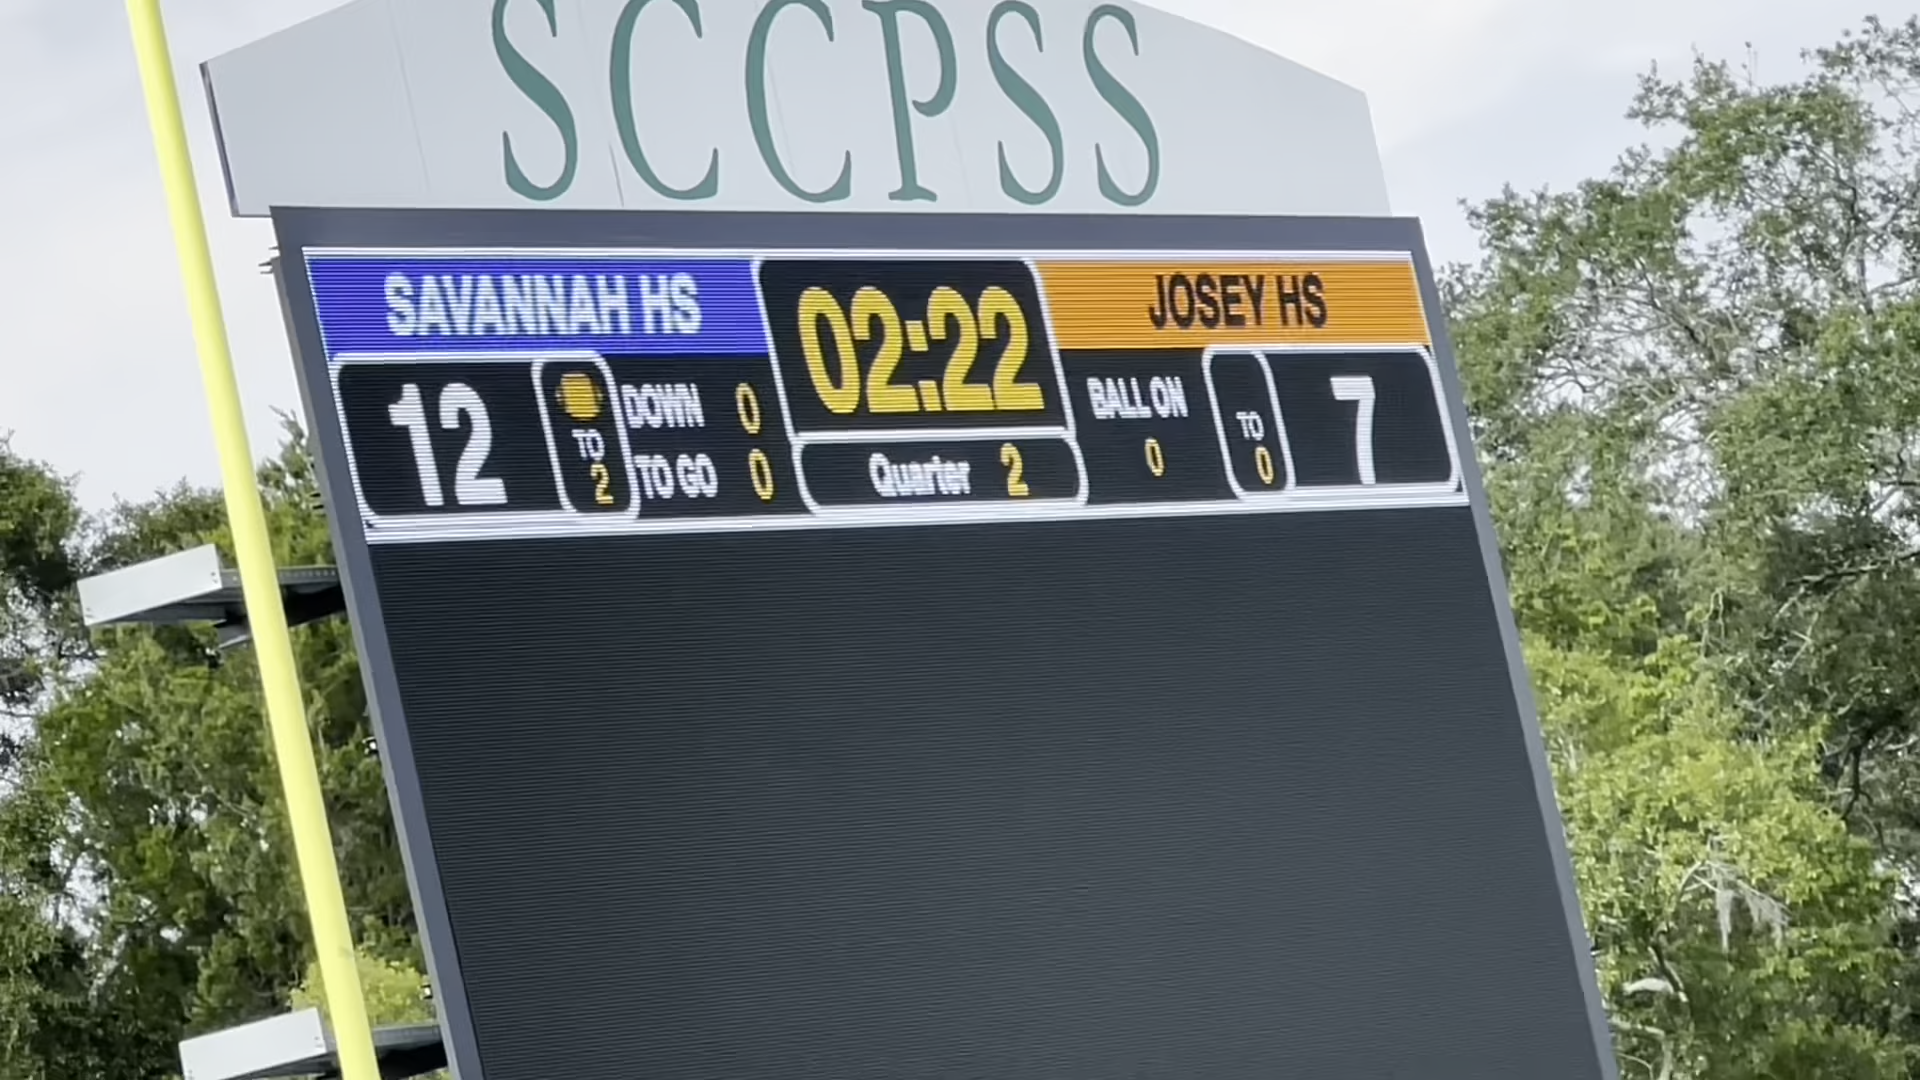 SCCPSS
SAVANNAH HS
02:22
JOSEY HS
12
TO
2
DOWN 0
TO GO 0
Quarter 2
BALL ON
0
TO
0
7